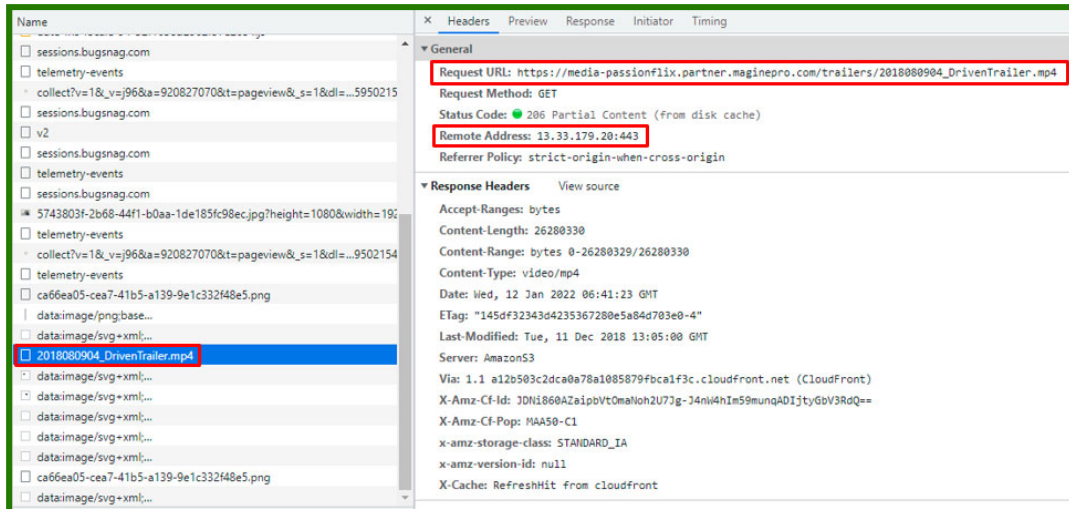 Name
sessions.bugsnag.com
telemetry-events
collect?v=1&_v=j96&a=920827070&t=pageview&_s=1&dl=...5950215
sessions.bugsnag.com
v2
sessions.bugsnag.com
telemetry-events
sessions.bugsnag.com
5743803f-2b68-44f1-b0aa-1de185fc98ec.jpg?height=1080&width=192
telemetry-events
collect?v=1&_v=j96&a=920827070&t=pageview&_s=1&dl=...9502154
telemetry-events
ca66ea05-cea7-41b5-a139-9e1c332f48e5.png
data:image/png;base...
data:image/svg+xml;...
2018080904_DrivenTrailer.mp4
data:image/svg+xml;...
data:image/svg+xml;...
data:image/svg+xml;...
data:image/svg+xml;...
data:image/svg+xml;...
ca66ea05-cea7-41b5-a139-9e1c332f48e5.png
data:image/svg+xml;...
× Headers Preview Response Initiator Timing
▼ General
Request URL: https://media-passionflix.partner.maginepro.com/trailers/2018080904_DrivenTrailer.mp4
Request Method: GET
Status Code: 206 Partial Content (from disk cache)
Remote Address: 13.33.179.20:443
Referrer Policy: strict-origin-when-cross-origin
▼ Response Headers View source
Accept-Ranges: bytes
Content-Length: 26280330
Content-Range: bytes 0-26280329/26280330
Content-Type: video/mp4
Date: Wed, 12 Jan 2022 06:41:23 GMT
ETag: "145df32343d4235367280e5a84d703e0-4"
Last-Modified: Tue, 11 Dec 2018 13:05:00 GMT
Server: AmazonS3
Via: 1.1 a12b503c2dca0a78a1085879fbca1f3c.cloudfront.net (CloudFront)
X-Amz-Cf-Id: JDNi860AZaipbVtOmaNoh2U7Jg-J4nW4hIm59munqADIjtyGbV3RdQ==
X-Amz-Cf-Pop: MAA50-C1
x-amz-storage-class: STANDARD_IA
x-amz-version-id: null
X-Cache: RefreshHit from cloudfront